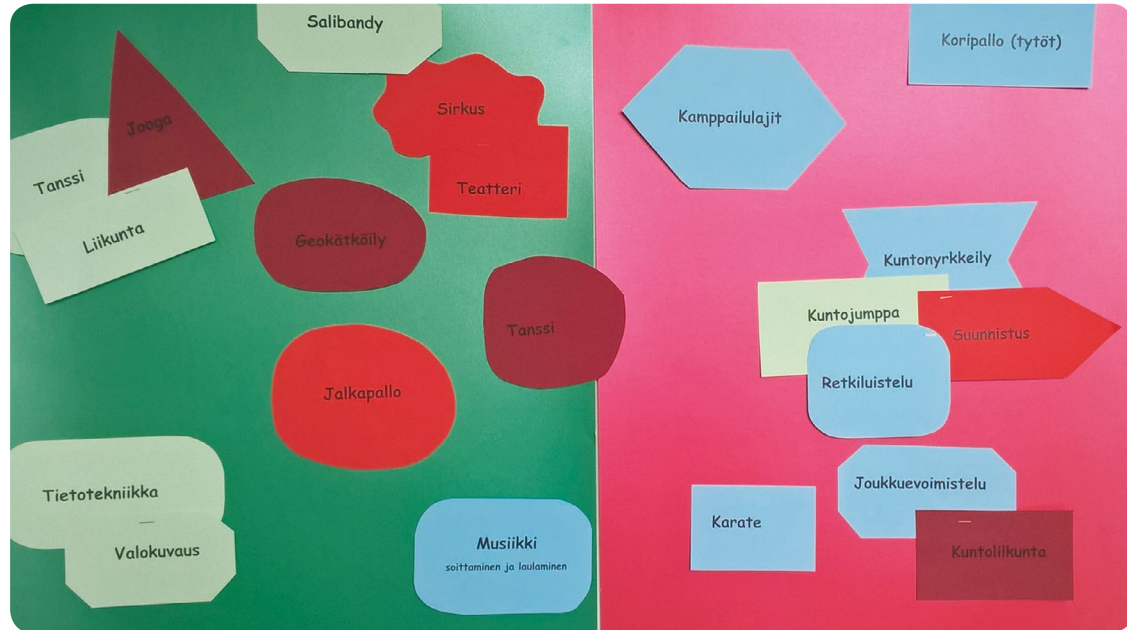 Salibandy
Jooga
Sirkus
Teatteri
Tanssi
Liikunta
Geokätköily
Tanssi
Jalkapallo
Tietotekniikka
Valokuvaus
Musiikki
soittaminen ja laulaminen
Koripallo (tytöt)
Kamppailulajit
Kuntonyrkkeily
Kuntojumppa
Suunnistus
Retkiluistelu
Joukkuevoimistelu
Karate
Kuntoliikunta